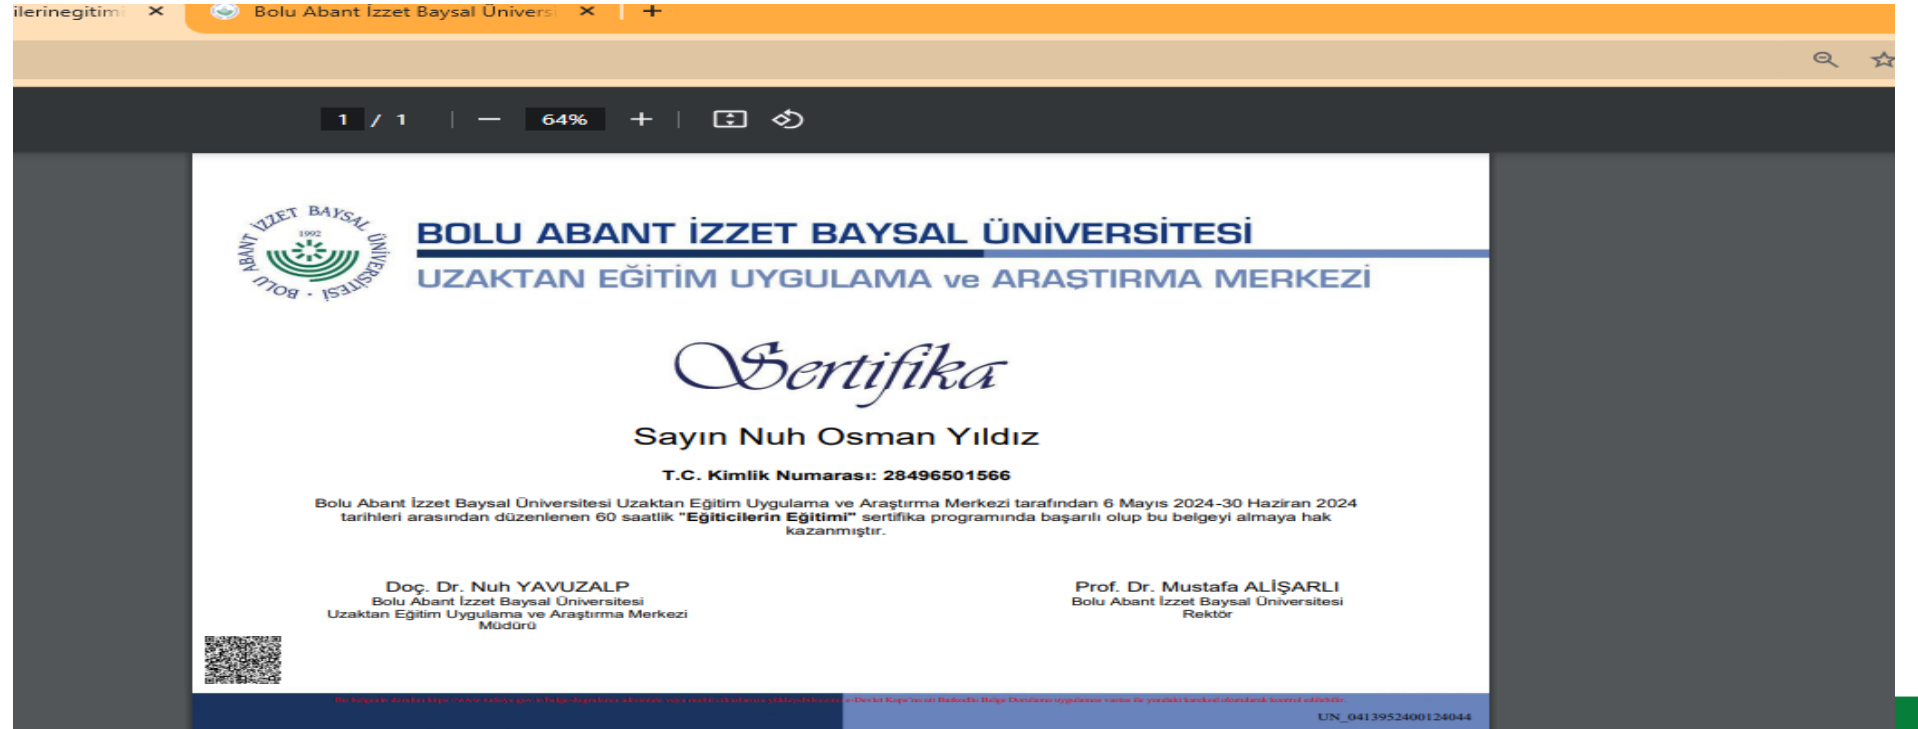 ilerinegitim
Bolu Abant İzzet Baysal Üniversi
1 / 1
64%
BOLU ABANT İZZET BAYSAL ÜNİVERSİTESİ
1992
BOLU ABANT İZZET BAYSAL ÜNİVERSİTESİ
UZAKTAN EĞİTİM UYGULAMA ve ARAŞTIRMA MERKEZİ
Sertifika
Sayın Nuh Osman Yıldız
T.C. Kimlik Numarası: 28496501566
Bolu Abant İzzet Baysal Üniversitesi Uzaktan Eğitim Uygulama ve Araştırma Merkezi tarafından 6 Mayıs 2024-30 Haziran 2024
tarihleri arasından düzenlenen 60 saatlik "Eğiticilerin Eğitimi" sertifika programında başarılı olup bu belgeyi almaya hak
kazanmıştır.
Doç. Dr. Nuh YAVUZALP
Bolu Abant İzzet Baysal Üniversitesi
Uzaktan Eğitim Uygulama ve Araştırma Merkezi
Müdürü
Prof. Dr. Mustafa ALİŞARLI
Bolu Abant İzzet Baysal Üniversitesi
Rektör
UN_0413952400124044